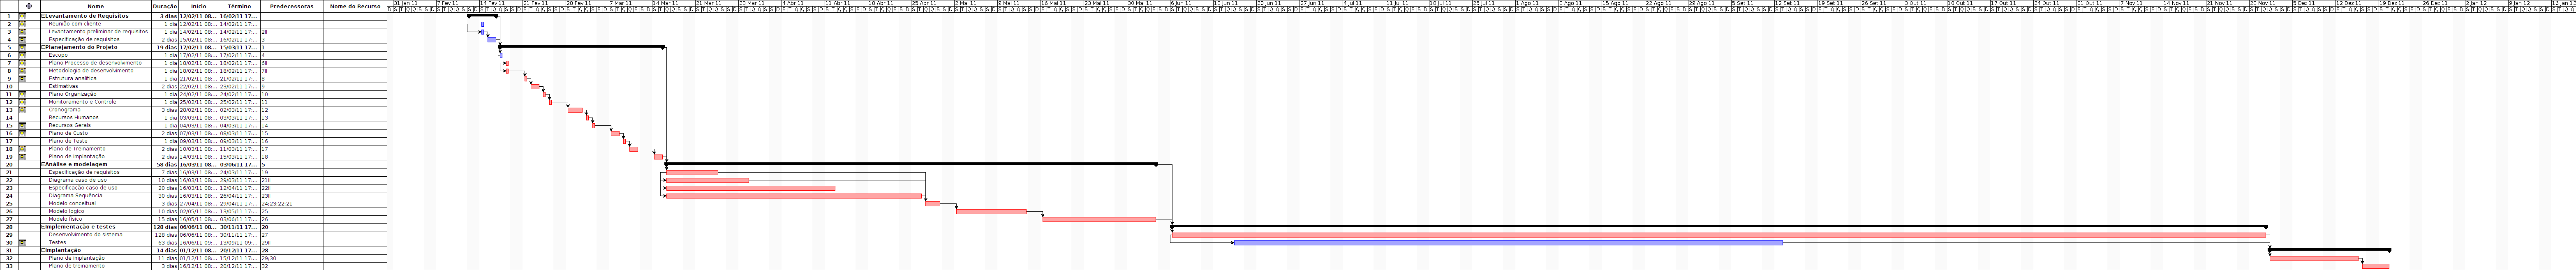 Nome Duração Início Término Predecessoras Nome do Recurso
31 Jan 11 7 Fev 11 14 Fev 11 21 Fev 11 28 Fev 11 7 Mar 11 14 Mar 11 21 Mar 11 28 Mar 11 4 Abr 11 11 Abr 11 18 Abr 11 25 Abr 11 2 Mai 11 9 Mai 11 16 Mai 11 23 Mai 11 30 Mai 11 6 Jun 11 13 Jun 11 20 Jun 11 27 Jun 11 4 Jul 11 11 Jul 11 18 Jul 11 25 Jul 11 1 Ago 11 8 Ago 11 15 Ago 11 22 Ago 11 29 Ago 11 5 Set 11 12 Set 11 19 Set 11 26 Set 11 3 Out 11 10 Out 11 17 Out 11 24 Out 11 31 Out 11 7 Nov 11 14 Nov 11 21 Nov 11 28 Nov 11 5 Dez 11 12 Dez 11 19 Dez 11 26 Dez 11 2 Jan 12 9 Jan 12 16 Jan 12
1 Levantamento de Requisitos 3 dias 12/02/11 08:... 16/02/11 17:...
2 Reunião com cliente 1 dia 12/02/11 08:... 14/02/11 17:...
3 Levantamento preliminar de requisitos 1 dia 14/02/11 08:... 14/02/11 17:... 2II
4 Especificação de requisitos 2 dias 15/02/11 08:... 16/02/11 17:... 3
5 Planejamento do Projeto 19 dias 17/02/11 08:... 15/03/11 17:... 1
6 Escopo 1 dia 17/02/11 08:... 17/02/11 17:... 4
7 Plano Processo de desenvolvimento 1 dia 18/02/11 08:... 18/02/11 17:... 6II
8 Metodologia de desenvolvimento 1 dia 18/02/11 08:... 18/02/11 17:... 7II
9 Estrutura analítica 1 dia 21/02/11 08:... 21/02/11 17:... 8
10 Estimativas 2 dias 22/02/11 08:... 23/02/11 17:... 9
11 Plano Organização 1 dia 24/02/11 08:... 24/02/11 17:... 10
12 Monitoramento e Controle 1 dia 25/02/11 08:... 25/02/11 17:... 11
13 Cronograma 3 dias 28/02/11 08:... 02/03/11 17:... 12
14 Recursos Humanos 1 dia 03/03/11 08:... 03/03/11 17:... 13
15 Recursos Gerais 1 dia 04/03/11 08:... 04/03/11 17:... 14
16 Plano de Custo 2 dias 07/03/11 08:... 08/03/11 17:... 15
17 Plano de Teste 1 dia 09/03/11 08:... 09/03/11 17:... 16
18 Plano de Treinamento 2 dias 10/03/11 08:... 11/03/11 17:... 17
19 Plano de Implantação 2 dias 14/03/11 08:... 15/03/11 17:... 18
20 Análise e modelagem 58 dias 16/03/11 08:... 03/06/11 17:... 5
21 Especificação de requisitos 7 dias 16/03/11 08:... 24/03/11 17:... 19
22 Diagrama caso de uso 10 dias 16/03/11 08:... 29/03/11 17:... 21II
23 Especificação caso de uso 20 dias 16/03/11 08:... 12/04/11 17:... 22II
24 Diagrama Sequência 30 dias 16/03/11 08:... 26/04/11 17:... 23II
25 Modelo conceitual 3 dias 27/04/11 08:... 29/04/11 17:... 24;23;22;21
26 Modelo logico 10 dias 02/05/11 08:... 13/05/11 17:... 25
27 Modelo físico 15 dias 16/05/11 08:... 03/06/11 17:... 26
28 Implementação e testes 128 dias 06/06/11 08:... 30/11/11 17:... 20
29 Desenvolvimento do sistema 128 dias 06/06/11 08:... 30/11/11 17:... 27
30 Testes 63 dias 16/06/11 09:... 13/09/11 09:... 29II
31 Implantação 14 dias 01/12/11 08:... 20/12/11 17:... 28
32 Plano de implantação 11 dias 01/12/11 08:... 15/12/11 17:... 29;30
33 Plano de treinamento 3 dias 16/12/11 08:... 20/12/11 17:... 32